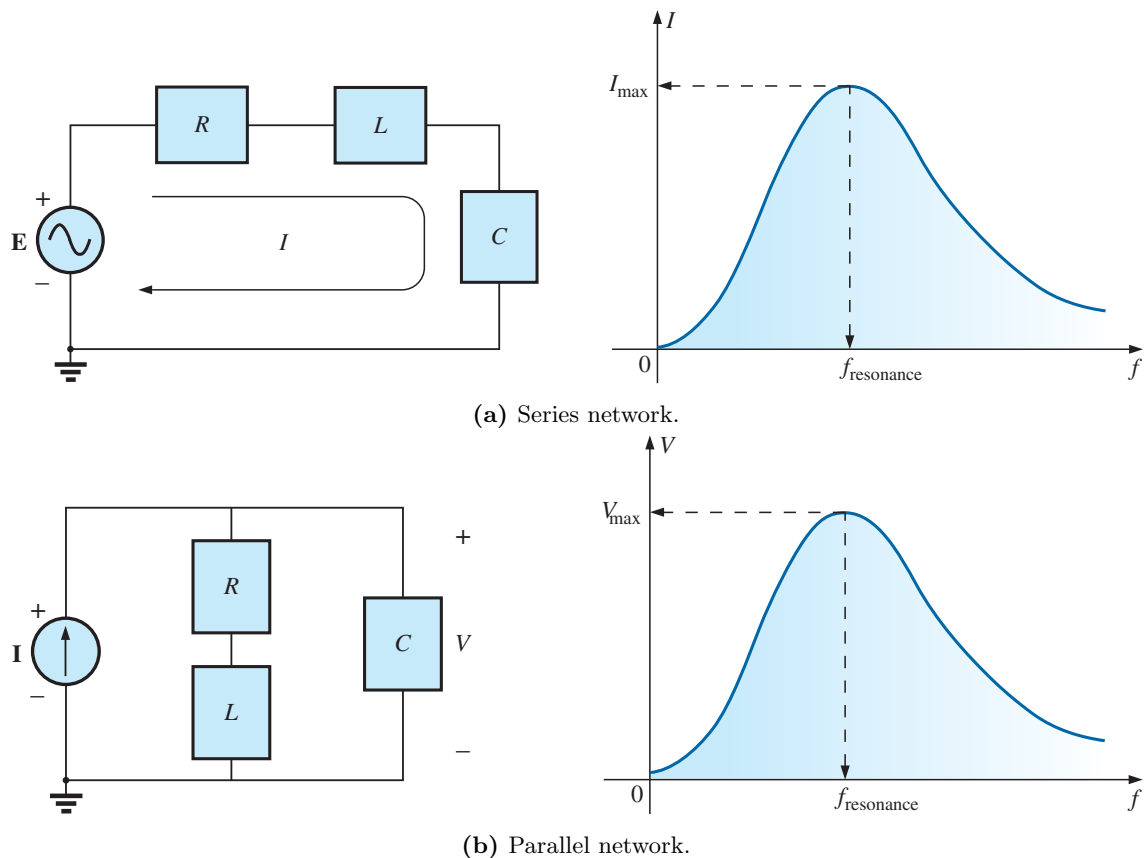 I
I_max
R
L
+
E
−
I
C
0
f_resonance
f
(a) Series network.
V
V_max
+
R
+
I
C
V
−
L
−
0
f_resonance
f
(b) Parallel network.